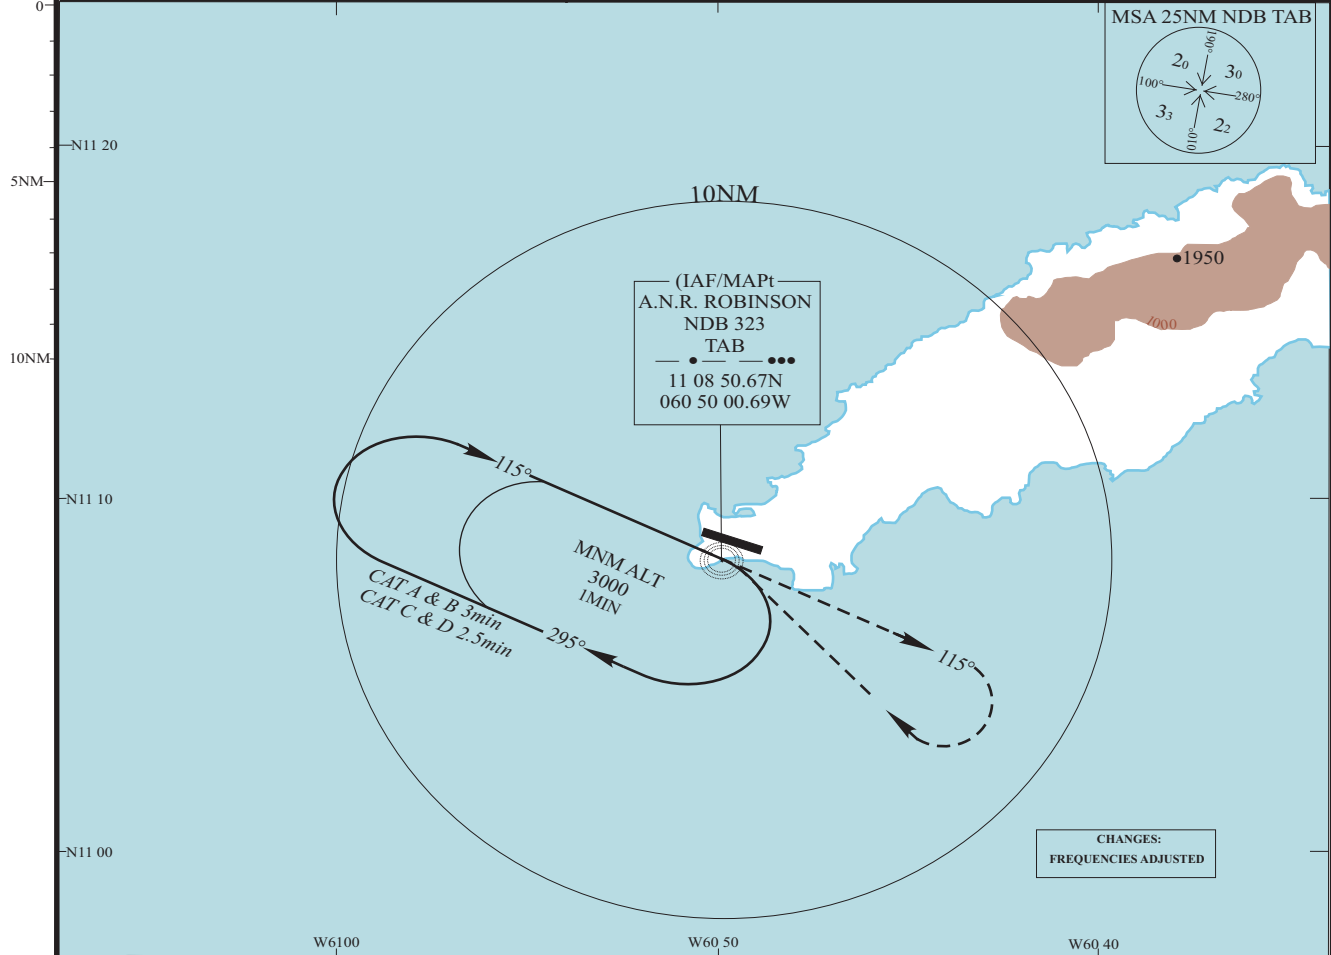 0
MSA 25NM NDB TAB
190°
20
30
100°
280°
33
22
010°
N11 20
5NM
10NM
1950
(IAF/MAPt
A.N.R. ROBINSON
NDB 323
TAB
11 08 50.67N
060 50 00.69W
1000
10NM
115°
N11 10
MNM ALT
3000
1MIN
CAT A & B 3min
CAT C & D 2.5min
295°
115°
CHANGES:
FREQUENCIES ADJUSTED
N11 00
W6100
W60 50
W60 40